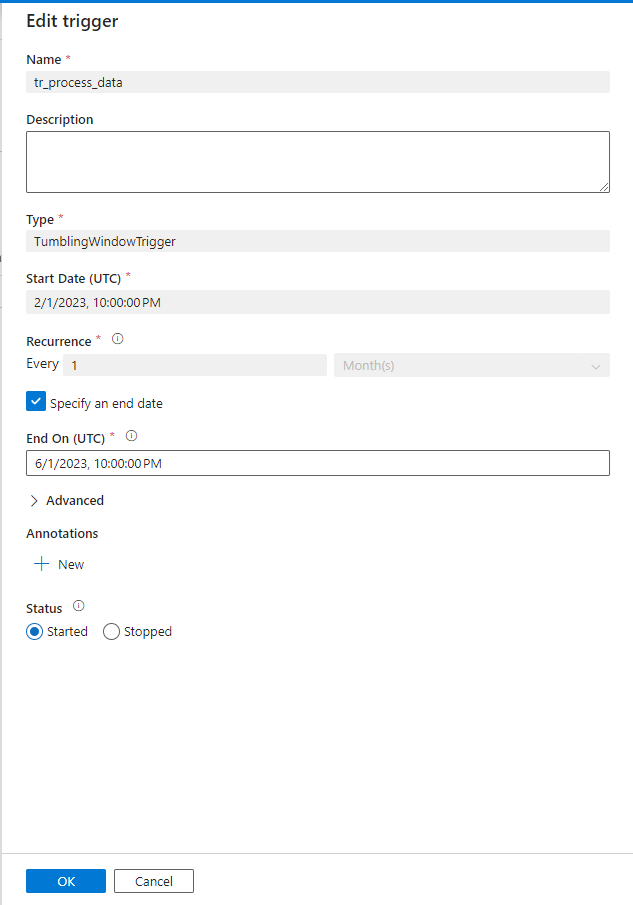 Edit trigger
Name *
tr_process_data
Description
Type *
TumblingWindowTrigger
Start Date (UTC) *
2/1/2023, 10:00:00 PM
Recurrence *
Every 1 Month(s)
Specify an end date
End On (UTC) *
6/1/2023, 10:00:00 PM
Advanced
Annotations
New
Status
Started Stopped
OK Cancel